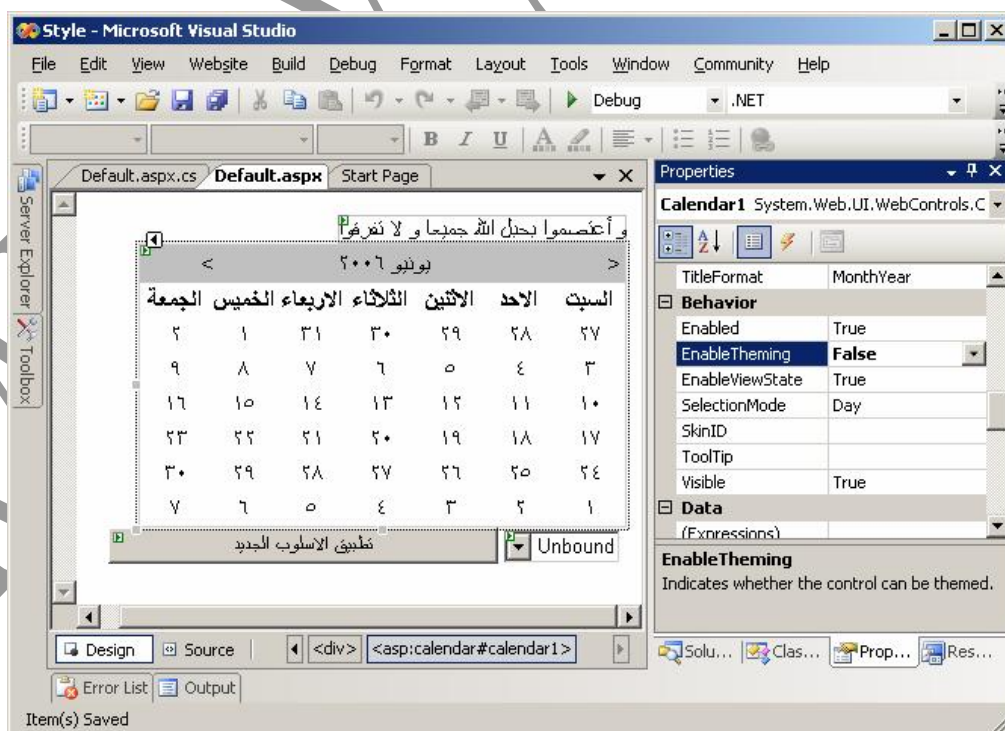 Style - Microsoft Visual Studio
File Edit View Website Build Debug Format Layout Tools Window Community Help
Debug .NET
B I U A
Server Explorer
Toolbox
Default.aspx.cs Default.aspx Start Page
و أعتصموا بحبل الله جميعا و لا تفرقوا
< يونيو ٢٠٠٦ >
السبت الاحد الاثنين الثلاثاء الاربعاء الخميس الجمعة
٢٧ ٢٨ ٢٩ ٣٠ ٣١ ١ ٢
٣ ٤ ٥ ٦ ٧ ٨ ٩
١٠ ١١ ١٢ ١٣ ١٤ ١٥ ١٦
١٧ ١٨ ١٩ ٢٠ ٢١ ٢٢ ٢٣
٢٤ ٢٥ ٢٦ ٢٧ ٢٨ ٢٩ ٣٠
١ ٢ ٣ ٤ ٥ ٦ ٧
تطبيق الاسلوب الجديد
Unbound
Design Source <div> <asp:calendar#calendar1>
Properties
Calendar1 System.Web.UI.WebControls.C
TitleFormat MonthYear
Behavior
Enabled True
EnableTheming False
EnableViewState True
SelectionMode Day
SkinID
ToolTip
Visible True
Data
(Expressions)
EnableTheming
Indicates whether the control can be themed.
Solu... Clas... Prop... Res...
Error List Output
Item(s) Saved